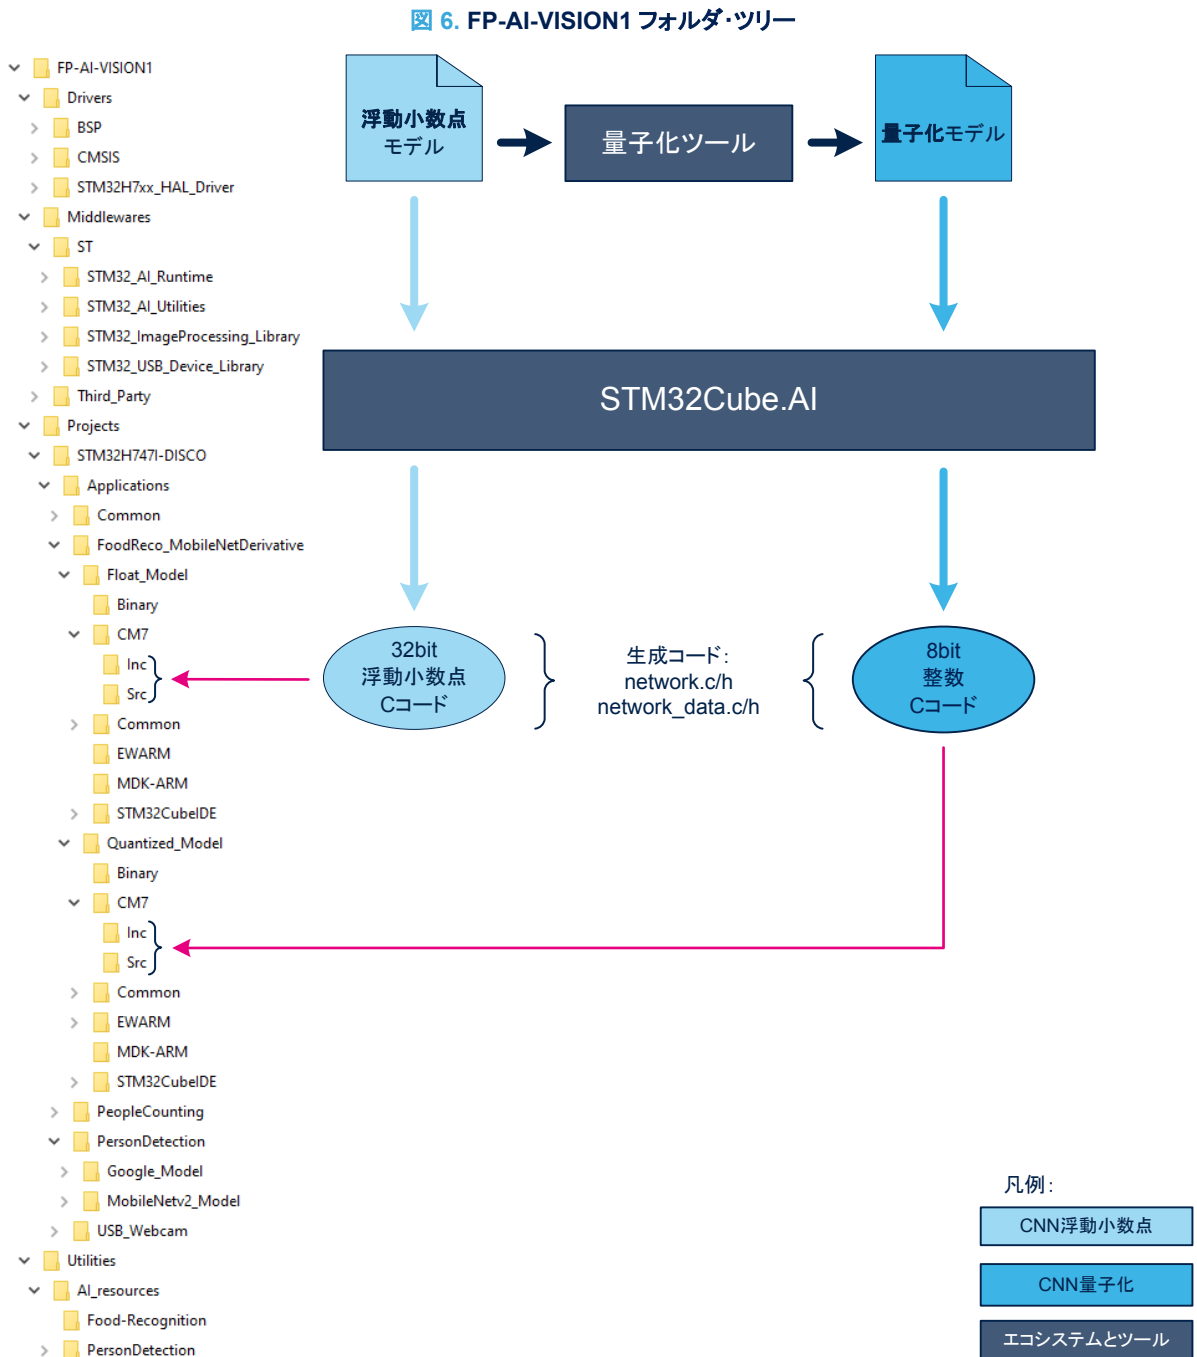 図 6. FP-AI-VISION1 フォルダ・ツリー
FP-AI-VISION1
Drivers
BSP
CMSIS
STM32H7xx_HAL_Driver
Middlewares
ST
STM32_AI_Runtime
STM32_AI_Utilities
STM32_ImageProcessing_Library
STM32_USB_Device_Library
Third_Party
Projects
STM32H747I-DISCO
Applications
Common
FoodReco_MobileNetDerivative
Float_Model
Binary
CM7
Inc
Src
Common
EWARM
MDK-ARM
STM32CubeIDE
Quantized_Model
Binary
CM7
Inc
Src
Common
EWARM
MDK-ARM
STM32CubeIDE
PeopleCounting
PersonDetection
Google_Model
MobileNetv2_Model
USB_Webcam
Utilities
AI_resources
Food-Recognition
PersonDetection
浮動小数点
モデル
量子化ツール
量子化モデル
STM32Cube.AI
32bit
浮動小数点
Cコード
生成コード:
network.c/h
network_data.c/h
8bit
整数
Cコード
凡例:
CNN浮動小数点
CNN量子化
エコシステムとツール